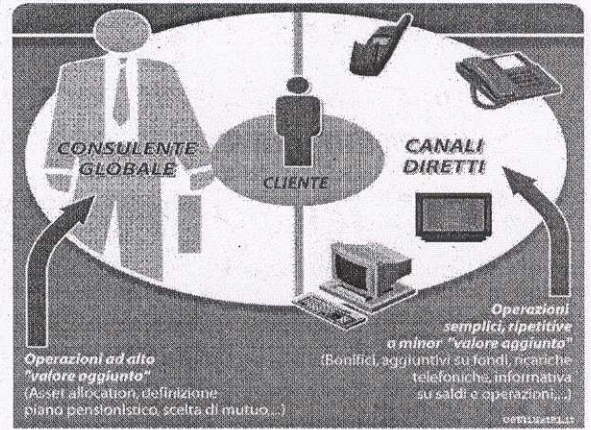 CONSULENTE
GLOBALE
CLIENTE
CANALI
DIRETTI
Operazioni ad alto
"valore aggiunto"
(Asset allocation, definizione
piano pensionistico, scelta di mutuo,...)
Operazioni
semplici, ripetitive
a minor "valore aggiunto"
(Bonifici, aggiuntivi su fondi, ricariche
telefoniche, informativa
su saldi e operazioni,...)